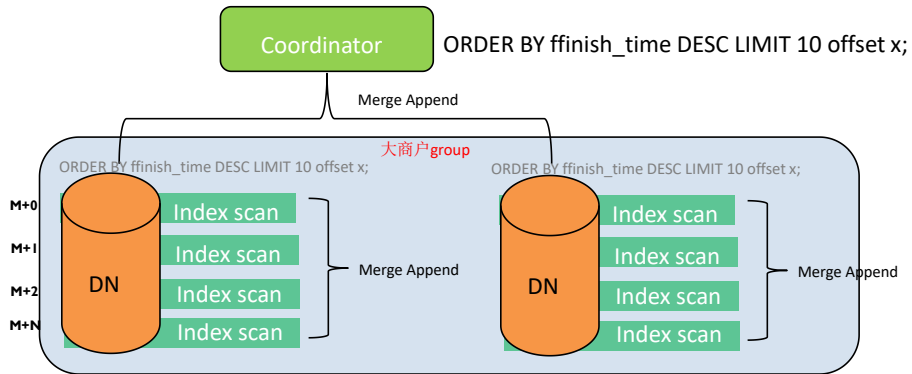 Coordinator
ORDER BY ffinish_time DESC LIMIT 10 offset x;
Merge Append
大商户group
ORDER BY ffinish_time DESC LIMIT 10 offset x;
ORDER BY ffinish_time DESC LIMIT 10 offset x;
M+0
Index scan
Index scan
M+1
Index scan
Index scan
Merge Append
Merge Append
DN
DN
M+2
Index scan
Index scan
M+N
Index scan
Index scan